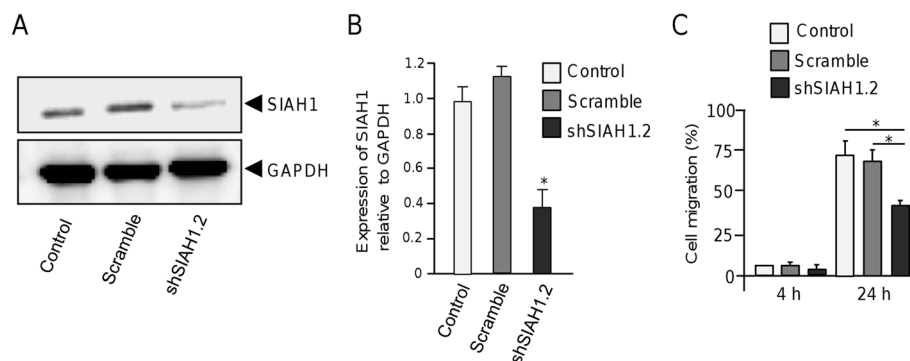 A
SIAH1
GAPDH
Control
Scramble
shSIAH1.2
B
Expression of SIAH1
relative to GAPDH
1.2
1.0
0.8
0.6
0.4
0.2
0
*
Control
Scramble
shSIAH1.2
Control
Scramble
shSIAH1.2
C
Control
Scramble
shSIAH1.2
Cell migration (%)
100
75
50
25
0
*
*
4 h
24 h